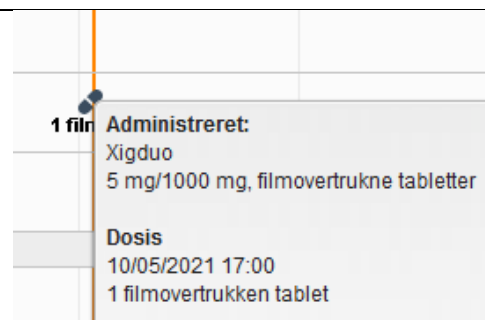 1 film
Administreret:
Xigduo
5 mg/1000 mg, filmovertrukne tabletter
Dosis
10/05/2021 17:00
1 filmovertrukken tablet